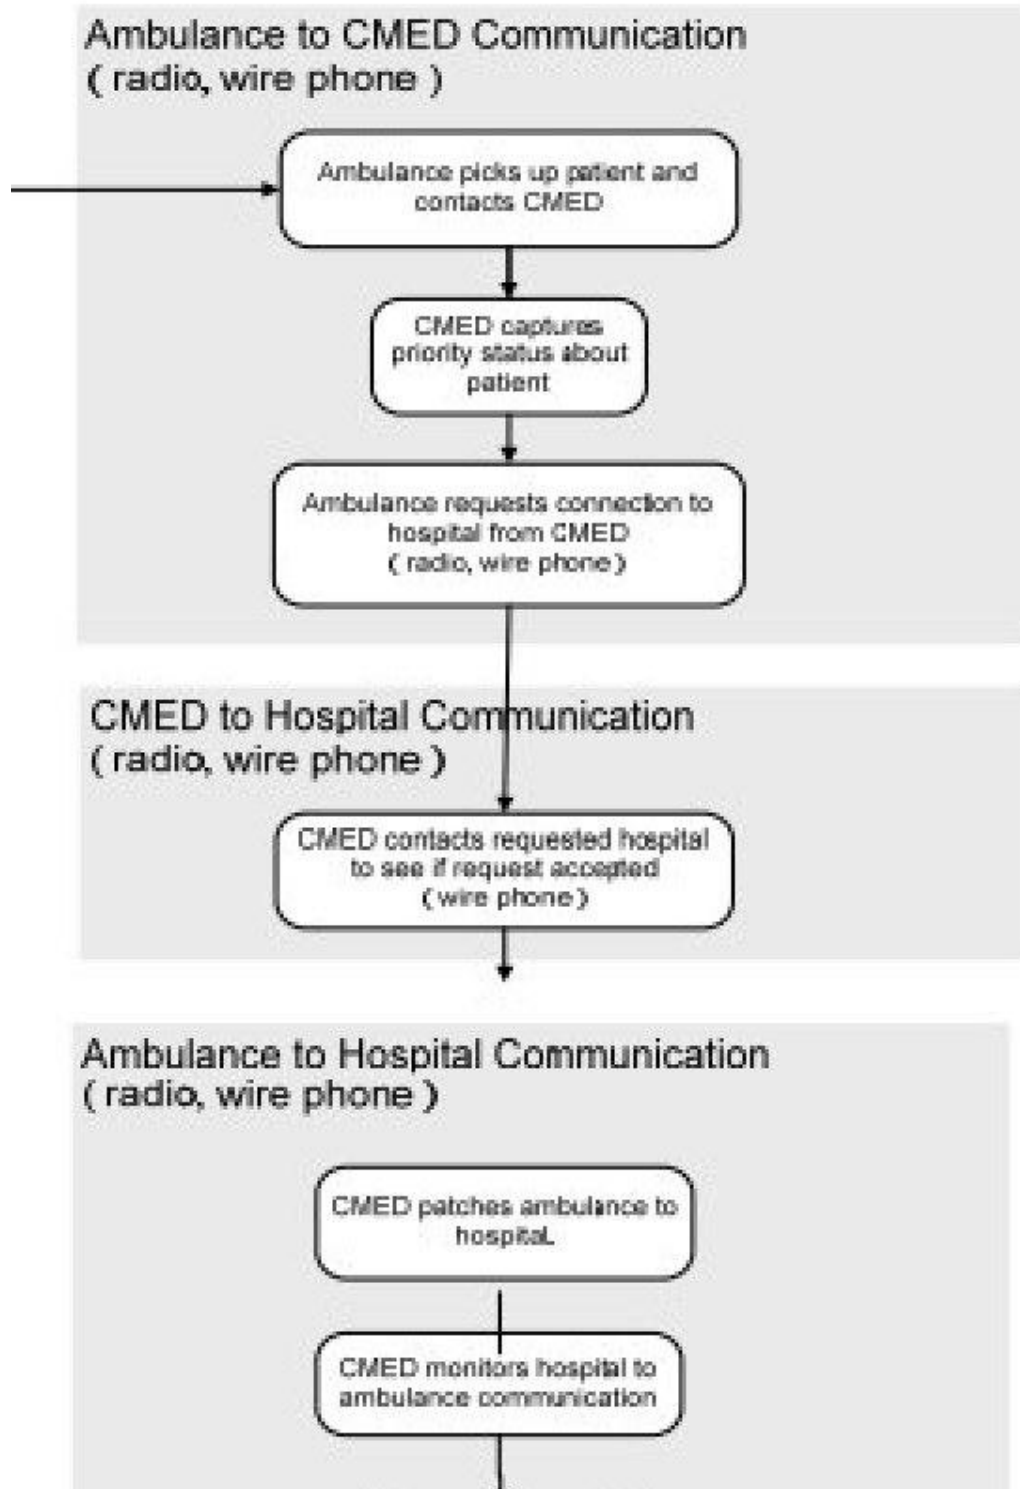 Ambulance to CMED Communication
( radio, wire phone )
Ambulance picks up patient and
contacts CMED
CMED captures
priority status about
patient
Ambulance requests connection to
hospital from CMED
( radio, wire phone )
CMED to Hospital Communication
( radio, wire phone )
CMED contacts requested hospital
to see if request accepted
( wire phone )
Ambulance to Hospital Communication
( radio, wire phone )
CMED patches ambulance to
hospital.
CMED monitors hospital to
ambulance communication